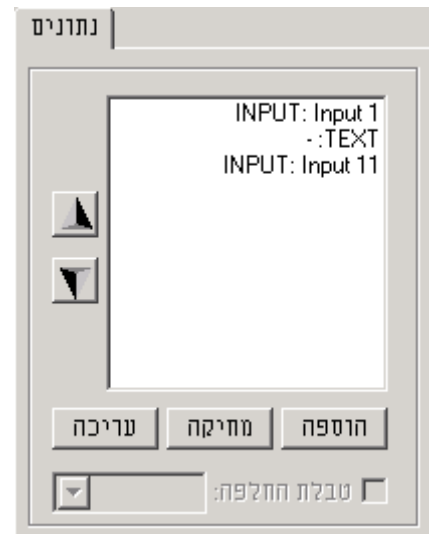 נתונים
INPUT: Input 1
- :TEXT
INPUT: Input 11
הוספה מחיקה עריכה
טבלת החלפה: